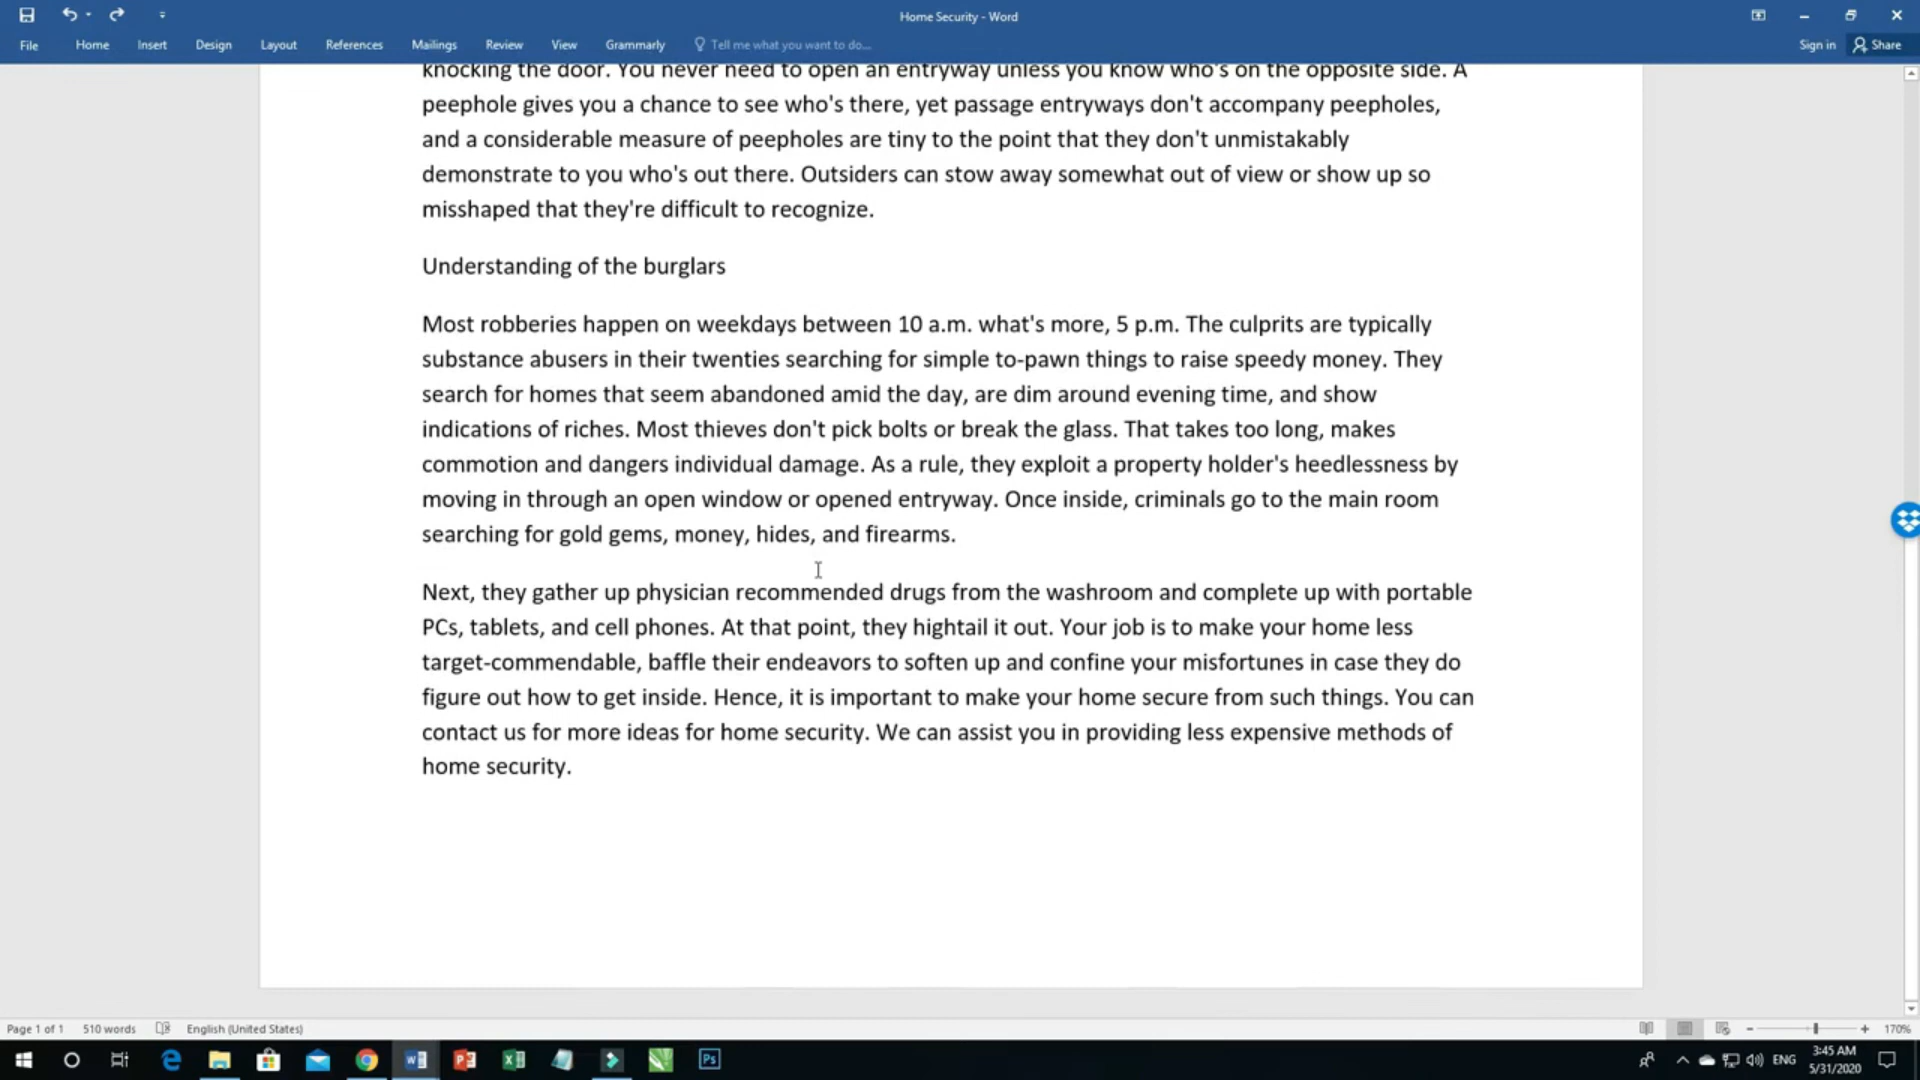 Home Security - Word
File Home Insert Design Layout References Mailings Review View Grammarly Tell me what you want to do... Sign in Share
knocking the door. You never need to open an entryway unless you know who's on the opposite side. A
peephole gives you a chance to see who's there, yet passage entryways don't accompany peepholes,
and a considerable measure of peepholes are tiny to the point that they don't unmistakably
demonstrate to you who's out there. Outsiders can stow away somewhat out of view or show up so
misshaped that they're difficult to recognize.
Understanding of the burglars
Most robberies happen on weekdays between 10 a.m. what's more, 5 p.m. The culprits are typically
substance abusers in their twenties searching for simple to-pawn things to raise speedy money. They
search for homes that seem abandoned amid the day, are dim around evening time, and show
indications of riches. Most thieves don't pick bolts or break the glass. That takes too long, makes
commotion and dangers individual damage. As a rule, they exploit a property holder's heedlessness by
moving in through an open window or opened entryway. Once inside, criminals go to the main room
searching for gold gems, money, hides, and firearms.
Next, they gather up physician recommended drugs from the washroom and complete up with portable
PCs, tablets, and cell phones. At that point, they hightail it out. Your job is to make your home less
target-commendable, baffle their endeavors to soften up and confine your misfortunes in case they do
figure out how to get inside. Hence, it is important to make your home secure from such things. You can
contact us for more ideas for home security. We can assist you in providing less expensive methods of
home security.
Page 1 of 1 510 words English (United States) 170%
ENG 3:45 AM
5/31/2020